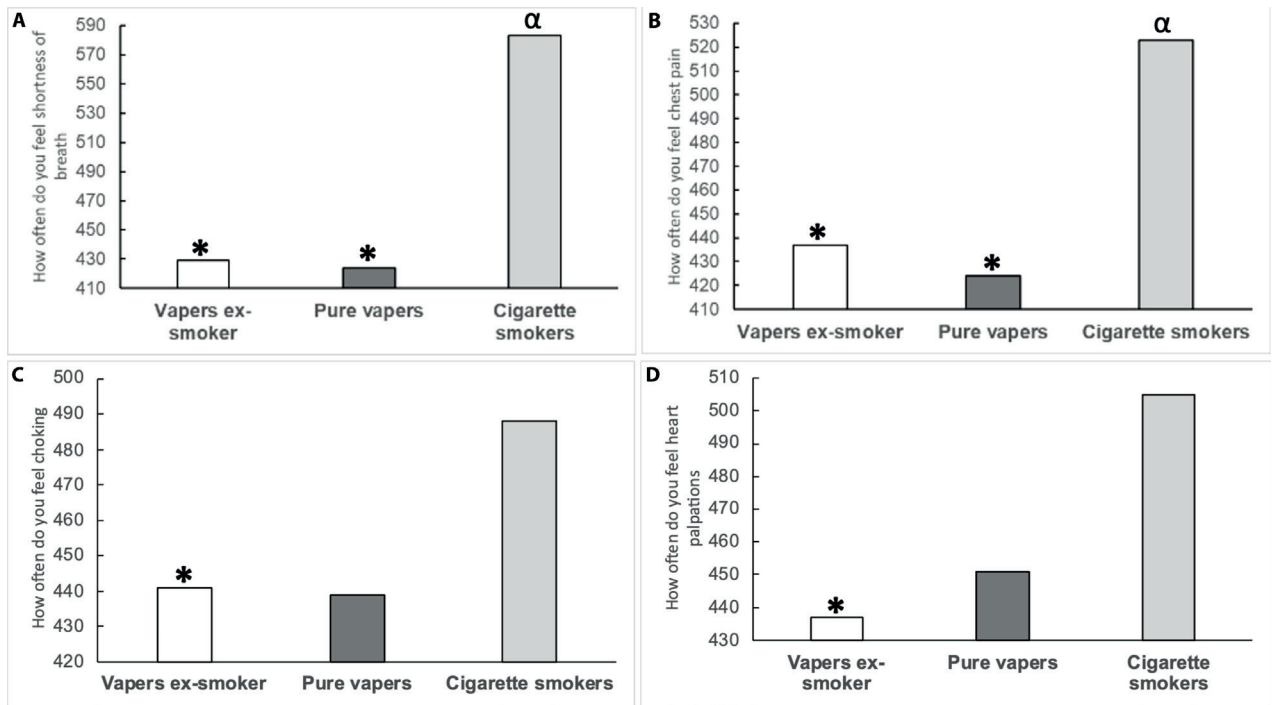 A
How often do you feel shortness of
breath
590
570
550
530
510
490
470
450
430
410
*
*
α
Vapers ex-
smoker
Pure vapers
Cigarette
smokers
B
How often do you feel chest pain
530
520
510
500
490
480
470
460
450
440
430
420
410
*
*
α
Vapers ex-smoker
Pure vapers
Cigarette smokers
C
How often do you feel choking
500
490
480
470
460
450
440
430
420
*
Vapers ex-smoker
Pure vapers
Cigarette smokers
D
How often do you feel heart
palpations
510
500
490
480
470
460
450
440
430
*
Vapers ex-
smoker
Pure vapers
Cigarette
smokers